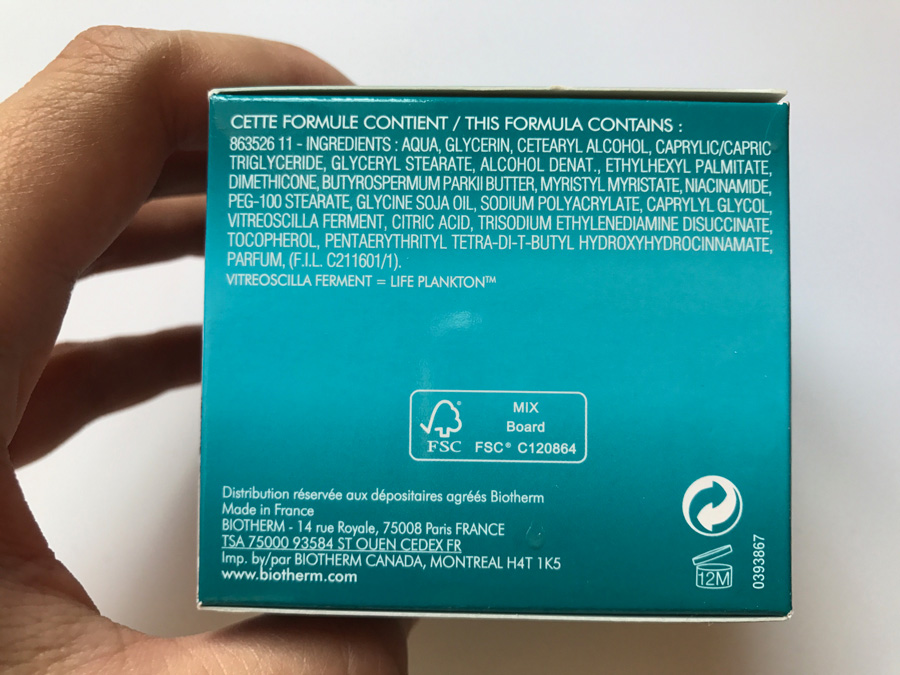 CETTE FORMULE CONTIENT / THIS FORMULA CONTAINS :
863526 11 - INGREDIENTS : AQUA, GLYCERIN, CETEARYL ALCOHOL, CAPRYLIC/CAPRIC
TRIGLYCERIDE, GLYCERYL STEARATE, ALCOHOL DENAT., ETHYLHEXYL PALMITATE,
DIMETHICONE, BUTYROSPERMUM PARKII BUTTER, MYRISTYL MYRISTATE, NIACINAMIDE,
PEG-100 STEARATE, GLYCINE SOJA OIL, SODIUM POLYACRYLATE, CAPRYLYL GLYCOL,
VITREOSCILLA FERMENT, CITRIC ACID, TRISODIUM ETHYLENEDIAMINE DISUCCINATE,
TOCOPHEROL, PENTAERYTHRITYL TETRA-DI-T-BUTYL HYDROXYHYDROCINNAMATE,
PARFUM, (F.I.L. C211601/1).
VITREOSCILLA FERMENT = LIFE PLANKTON™
MIX
Board
FSC FSC® C120864
Distribution réservée aux dépositaires agréés Biotherm
Made in France
BIOTHERM - 14 rue Royale, 75008 Paris FRANCE
TSA 75000 93584 ST OUEN CEDEX FR
Imp. by/par BIOTHERM CANADA, MONTREAL H4T 1K5
www.biotherm.com
12M
0393867